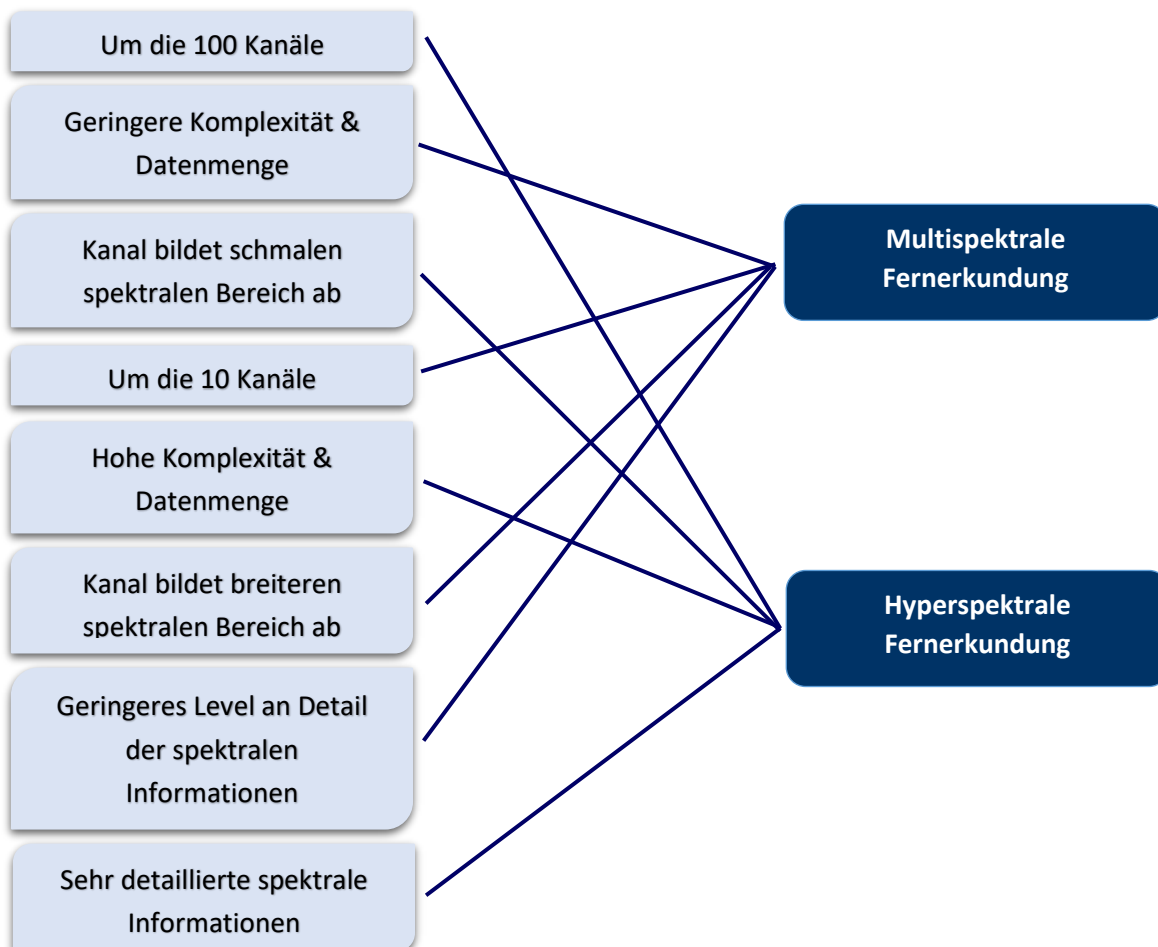 Um die 100 Kanäle
Geringere Komplexität &
Datenmenge
Kanal bildet schmalen
spektralen Bereich ab
Um die 10 Kanäle
Hohe Komplexität &
Datenmenge
Kanal bildet breiteren
spektralen Bereich ab
Geringeres Level an Detail
der spektralen
Informationen
Sehr detaillierte spektrale
Informationen
Multispektrale
Fernerkundung
Hyperspektrale
Fernerkundung